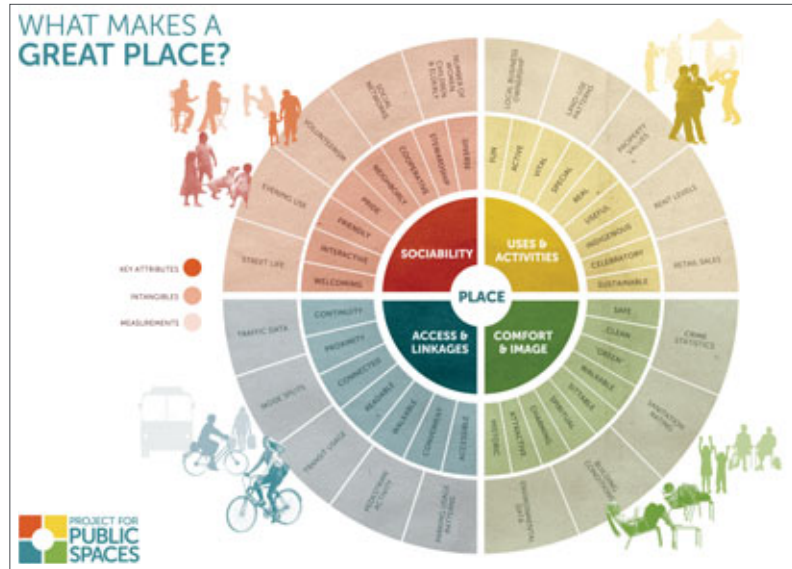 WHAT MAKES A
GREAT PLACE?
NUMBER OF
WOMEN
CHILDREN
& ELDERLY
SOCIAL
NETWORKS
VOLUNTEERISM
EVENING USE
STREET LIFE
LOCAL BUSINESS
OWNERSHIP
LAND-USE
PATTERNS
PROPERTY
VALUES
RENT LEVELS
RETAIL SALES
DIVERSE
STEWARDSHIP
COOPERATIVE
NEIGHBORLY
PRIDE
FRIENDLY
INTERACTIVE
WELCOMING
FUN
ACTIVE
VITAL
SPECIAL
REAL
USEFUL
INDIGENOUS
CELEBRATORY
SUSTAINABLE
SOCIABILITY
USES &
ACTIVITIES
KEY ATTRIBUTES
INTANGIBLES
MEASUREMENTS
PLACE
ACCESS &
LINKAGES
COMFORT
& IMAGE
CONTINUITY
PROXIMITY
CONNECTED
READABLE
WALKABLE
CONVENIENT
ACCESSIBLE
SAFE
CLEAN
"GREEN"
WALKABLE
SITTABLE
SPIRITUAL
CHARMING
ATTRACTIVE
HISTORIC
TRAFFIC DATA
MODE SPLITS
TRANSIT USAGE
PEDESTRIAN
ACTIVITY
PARKING USAGE
PATTERNS
CRIME
STATISTICS
SANITATION
RATING
BUILDING
CONDITIONS
ENVIRONMENTAL
DATA
PROJECT FOR
PUBLIC
SPACES